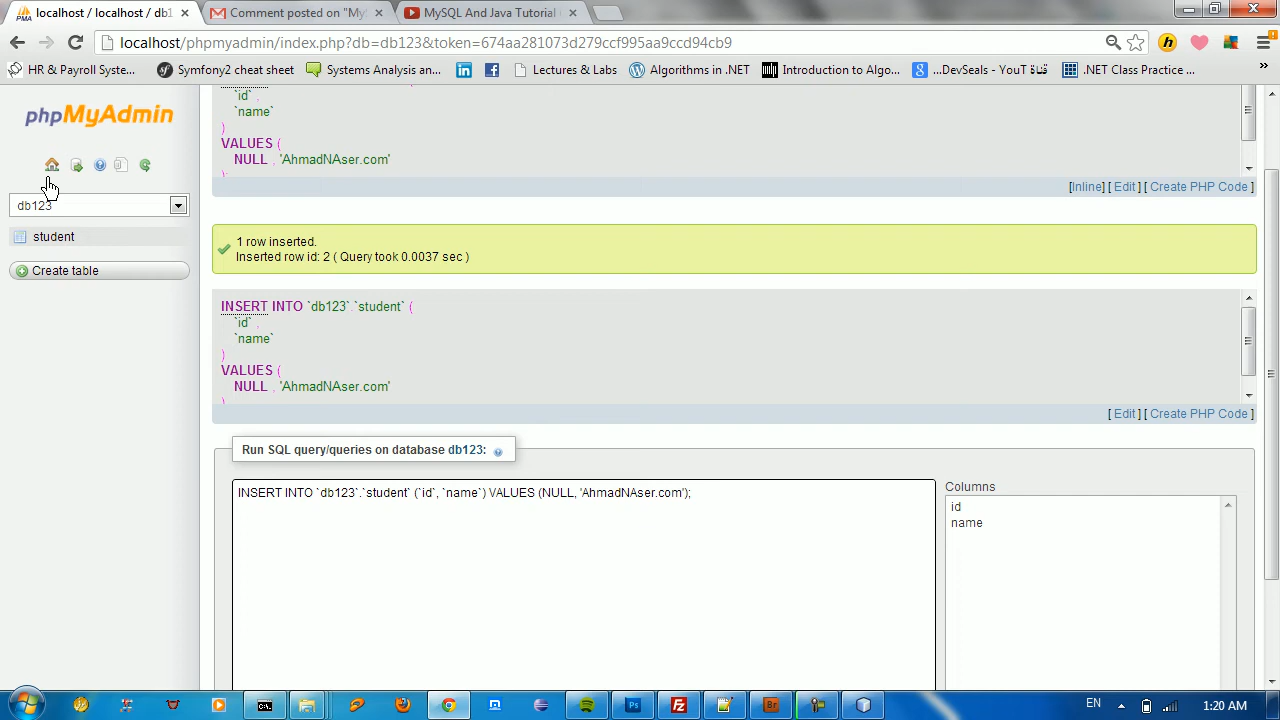 localhost / localhost / db1
Comment posted on "My
MySQL And Java Tutorial
localhost/phpmyadmin/index.php?db=db123&token=674aa281073d279ccf995aa9ccd94cb9
HR & Payroll Syste...
Symfony2 cheat sheet
Systems Analysis an...
Lectures & Labs
Algorithms in .NET
Introduction to Algo...
...DevSeals - YouT قناة
.NET Class Practice ...
phpMyAdmin
db123
student
Create table
`id` ,
`name`
)
VALUES (
NULL , 'AhmadNAser.com'
[Inline] [ Edit ] [ Create PHP Code ]
1 row inserted.
Inserted row id: 2 ( Query took 0.0037 sec )
INSERT INTO `db123`.`student` (
`id` ,
`name`
)
VALUES (
NULL , 'AhmadNAser.com'
[ Edit ] [ Create PHP Code ]
Run SQL query/queries on database db123:
INSERT INTO `db123`.`student` (`id`, `name`) VALUES (NULL, 'AhmadNAser.com');
Columns
id
name
EN
1:20 AM